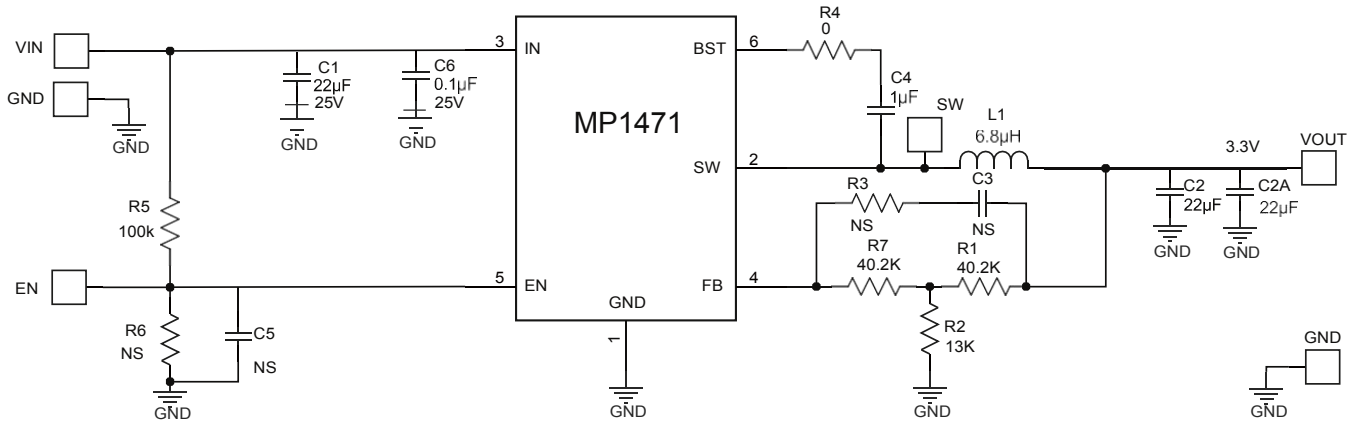 VIN
GND
GND
R5
100k
EN
R6
NS
C5
NS
GND
C1
22µF
25V
GND
C6
0.1µF
25V
GND
3
IN
5
EN
MP1471
BST
6
SW
2
FB
4
GND
1
GND
R4
0
C4
1µF
SW
L1
6.8µH
R3
NS
C3
NS
R7
40.2K
R1
40.2K
R2
13K
GND
3.3V
VOUT
C2
22µF
GND
C2A
22µF
GND
GND
GND